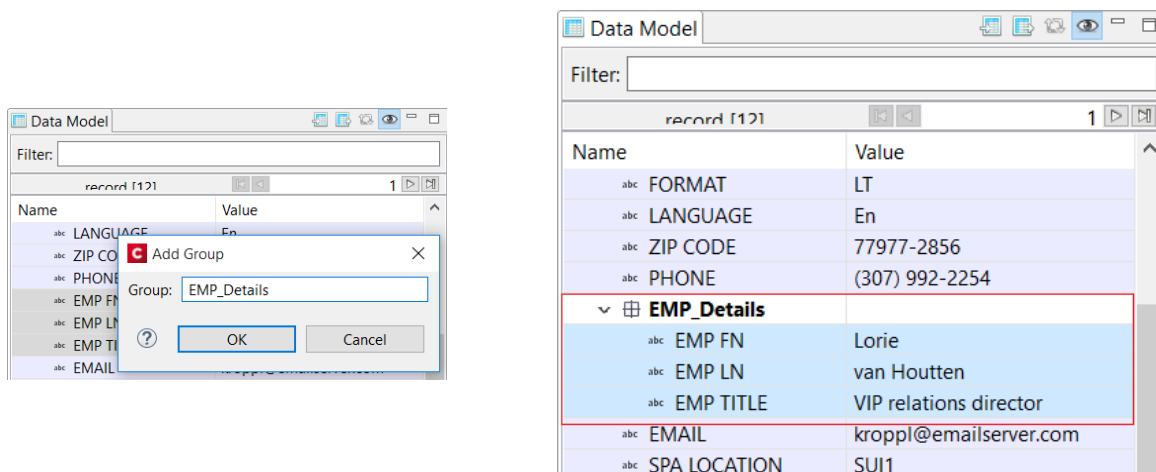 Data Model
Filter:
record [12]
1
Name Value
abc LANGUAGE En
abc ZIP CO
abc PHONE
abc EMP FN
abc EMP LN
abc EMP TI
abc EMAIL kroppl@emailserver.com
C Add Group
Group: EMP_Details
? OK Cancel
Data Model
Filter:
record [12]
1
Name Value
abc FORMAT LT
abc LANGUAGE En
abc ZIP CODE 77977-2856
abc PHONE (307) 992-2254
EMP_Details
abc EMP FN Lorie
abc EMP LN van Houtten
abc EMP TITLE VIP relations director
abc EMAIL kroppl@emailserver.com
abc SPA LOCATION SUI1